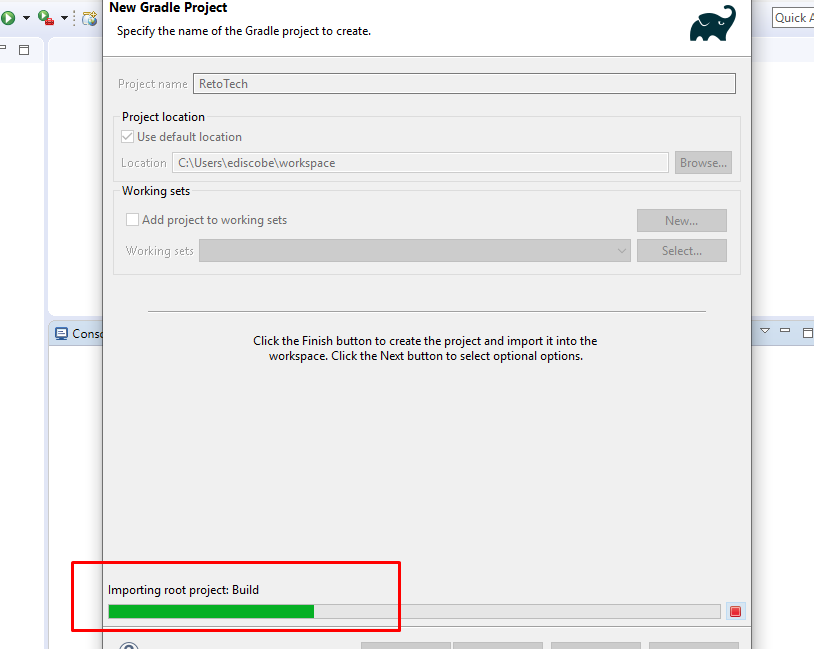 New Gradle Project
Quick A
Specify the name of the Gradle project to create.
Project name RetoTech
Project location
Use default location
Location C:\Users\ediscobe\workspace Browse...
Working sets
Add project to working sets New...
Working sets Select...
Conso
Click the Finish button to create the project and import it into the
workspace. Click the Next button to select optional options.
Importing root project: Build